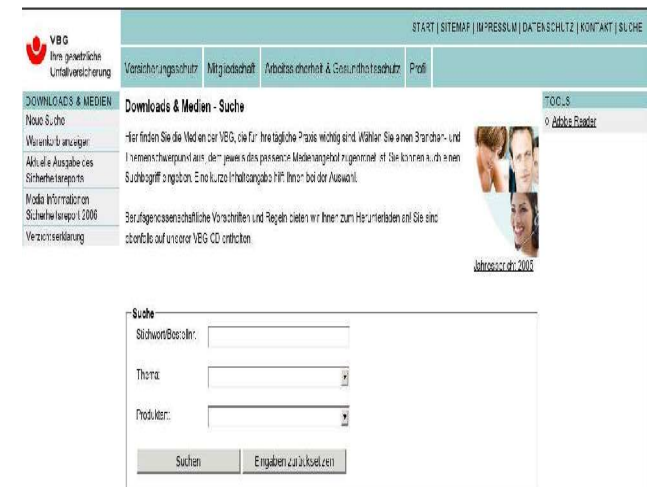 START | SITEMAP | IMPRESSUM | DATENSCHUTZ | KONTAKT | SUCHE
VBG
Ihre gesetzliche
Unfallversicherung
Versicherungsschutz Mitgliedschaft Arbeitssicherheit & Gesundheitsschutz Profil
DOWNLOADS & MEDIEN
Neue Suche
Warenkorb anzeigen
Aktuelle Ausgabe des
Sicherheitsreports
Media Informationen
Sicherheitsreport 2006
Verzichtserklärung
Downloads & Medien - Suche
Hier finden Sie die Medien der VBG, die für Ihre tägliche Praxis wichtig sind. Wählen Sie einen Branchen- und
Themenschwerpunkt aus, dem jeweils das passende Medienangebot zugeordnet ist. Sie können auch einen
Suchbegriff eingeben. Eine kurze Inhaltsangabe hilft Ihnen bei der Auswahl.
Berufsgenossenschaftliche Vorschriften und Regeln bieten wir Ihnen zum Herunterladen an! Sie sind
ebenfalls auf unserer VBG CD enthalten.
Jahresbericht 2005
TOOLS
Adobe Reader
Suche
Stichwort/Bestellnr.
Thema:
Produktart:
Suchen Eingaben zurücksetzen